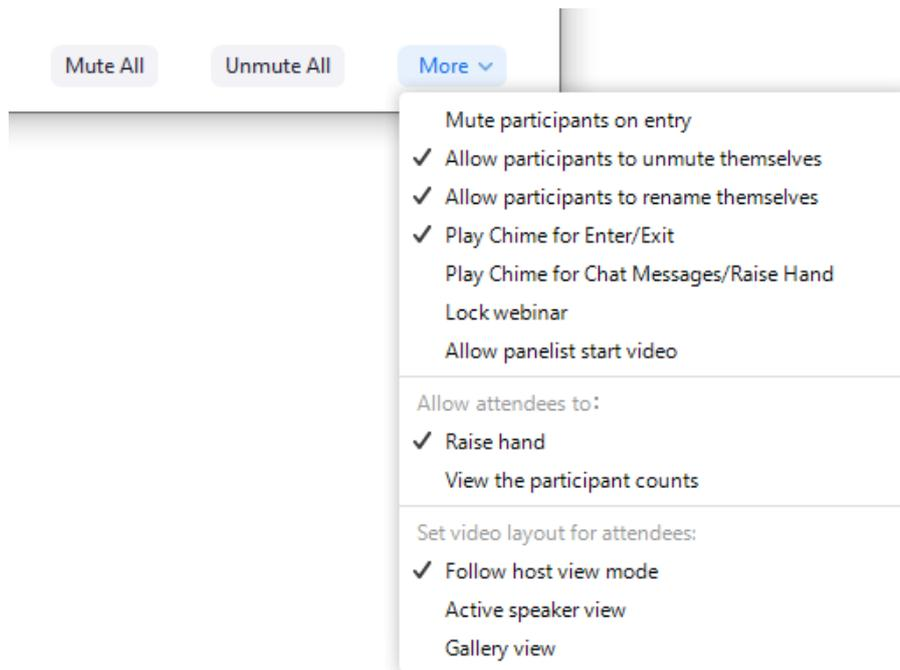 Mute All Unmute All More
Mute participants on entry
Allow participants to unmute themselves
Allow participants to rename themselves
Play Chime for Enter/Exit
Play Chime for Chat Messages/Raise Hand
Lock webinar
Allow panelist start video
Allow attendees to:
Raise hand
View the participant counts
Set video layout for attendees:
Follow host view mode
Active speaker view
Gallery view